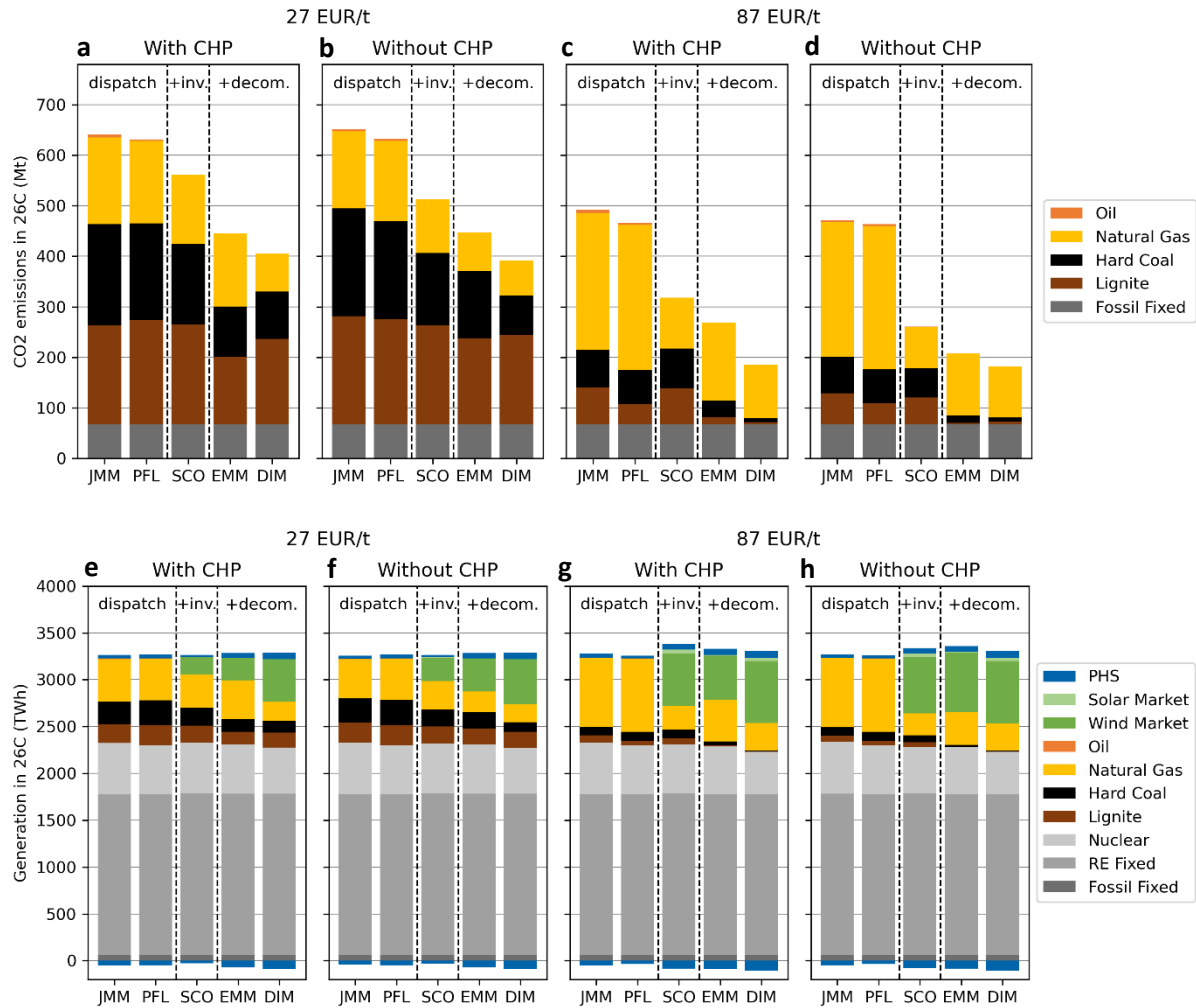 27 EUR/t 87 EUR/t
a With CHP b Without CHP c With CHP d Without CHP
dispatch +inv. +decom. dispatch +inv. +decom. dispatch +inv. +decom. dispatch +inv. +decom.
CO2 emissions in 26C (Mt)
700
600
500
400
300
200
100
0
JMM PFL SCO EMM DIM JMM PFL SCO EMM DIM JMM PFL SCO EMM DIM JMM PFL SCO EMM DIM
Oil
Natural Gas
Hard Coal
Lignite
Fossil Fixed
27 EUR/t 87 EUR/t
e With CHP f Without CHP g With CHP h Without CHP
dispatch +inv. +decom. dispatch +inv. +decom. dispatch +inv. +decom. dispatch +inv. +decom.
Generation in 26C (TWh)
4000
3500
3000
2500
2000
1500
1000
500
0
JMM PFL SCO EMM DIM JMM PFL SCO EMM DIM JMM PFL SCO EMM DIM JMM PFL SCO EMM DIM
PHS
Solar Market
Wind Market
Oil
Natural Gas
Hard Coal
Lignite
Nuclear
RE Fixed
Fossil Fixed